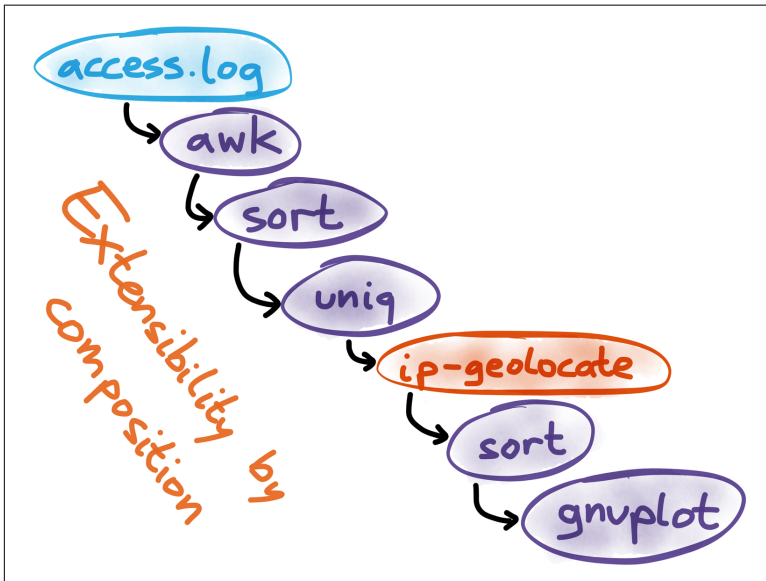 access.log
awk
sort
uniq
ip-geolocate
sort
gnuplot
Extensibility by
composition